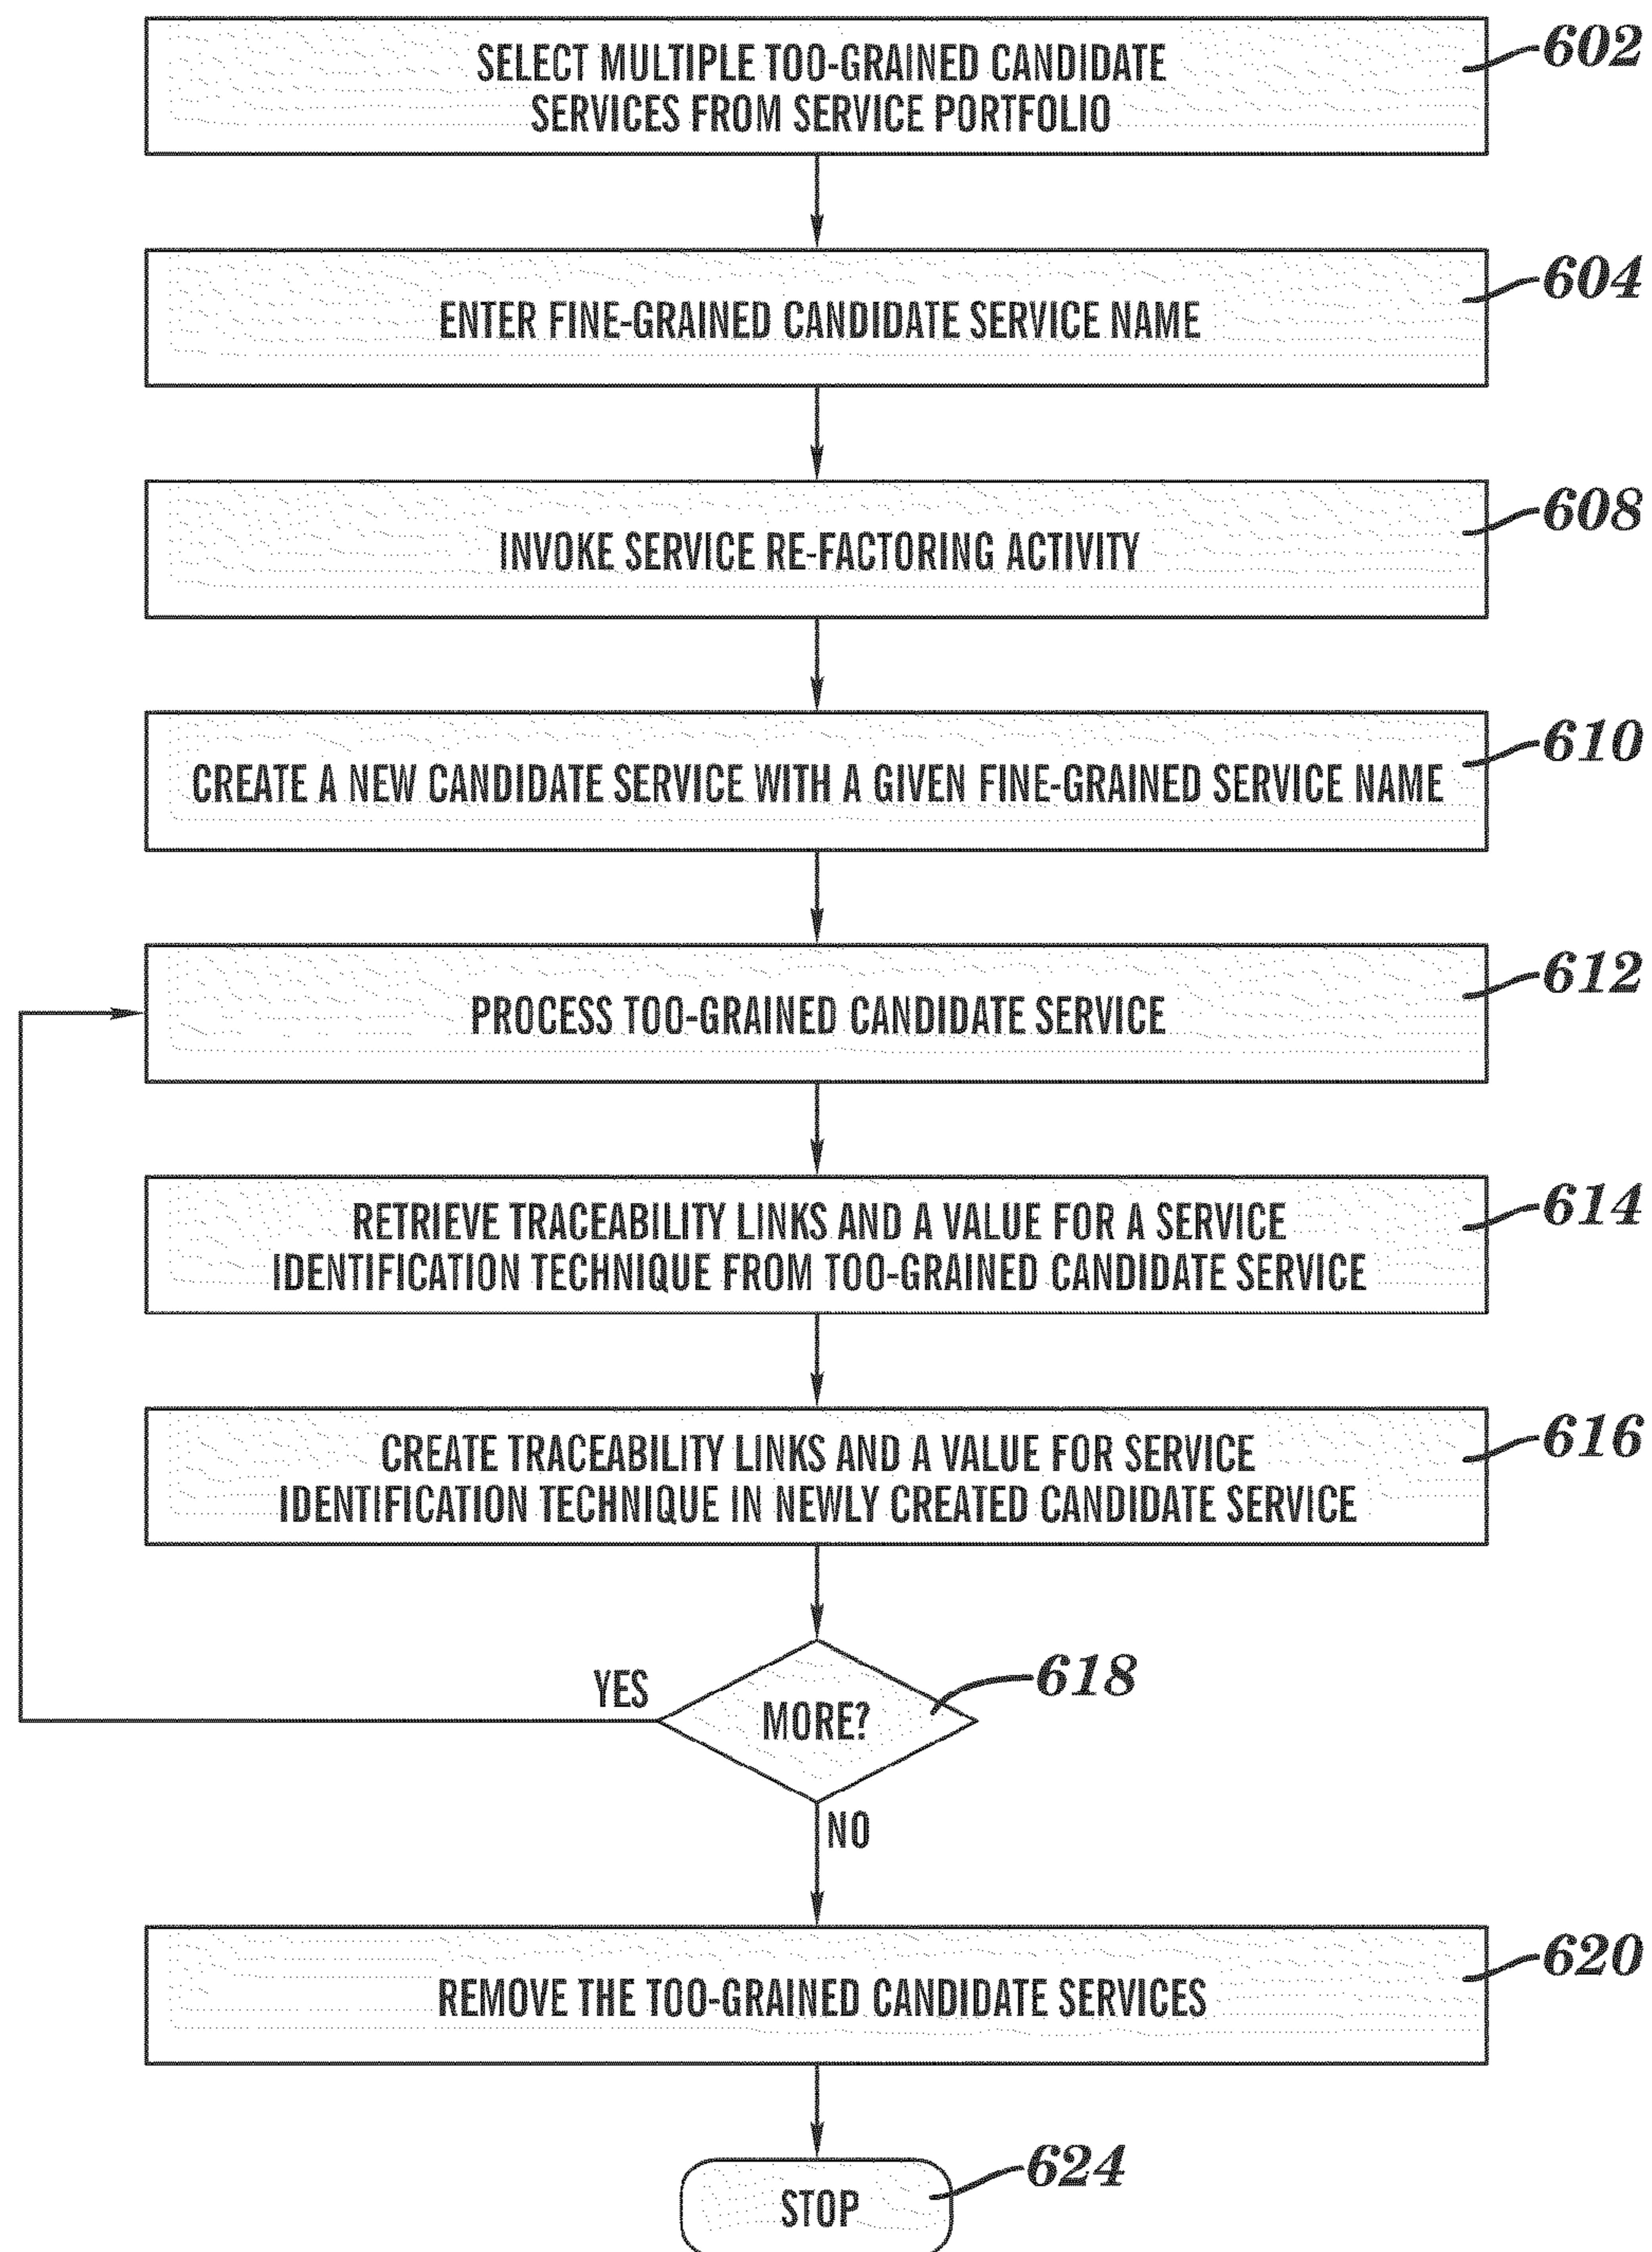 SELECT MULTIPLE TOO-GRAINED CANDIDATE
SERVICES FROM SERVICE PORTFOLIO
602
ENTER FINE-GRAINED CANDIDATE SERVICE NAME
604
INVOKE SERVICE RE-FACTORING ACTIVITY
608
CREATE A NEW CANDIDATE SERVICE WITH A GIVEN FINE-GRAINED SERVICE NAME
610
PROCESS TOO-GRAINED CANDIDATE SERVICE
612
RETRIEVE TRACEABILITY LINKS AND A VALUE FOR A SERVICE
IDENTIFICATION TECHNIQUE FROM TOO-GRAINED CANDIDATE SERVICE
614
CREATE TRACEABILITY LINKS AND A VALUE FOR SERVICE
IDENTIFICATION TECHNIQUE IN NEWLY CREATED CANDIDATE SERVICE
616
YES
MORE?
618
NO
REMOVE THE TOO-GRAINED CANDIDATE SERVICES
620
STOP
624